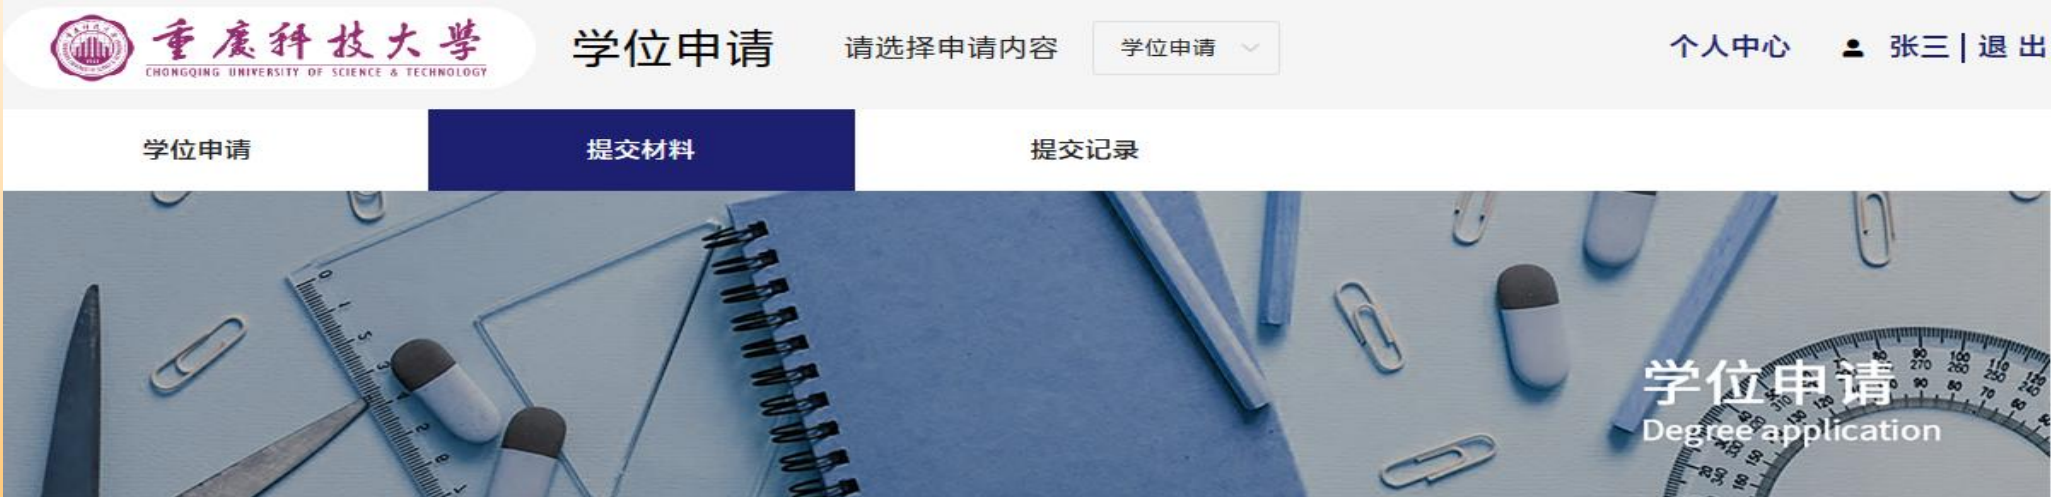 重庆科技大学
CHONGQING UNIVERSITY OF SCIENCE & TECHNOLOGY
学位申请 请选择申请内容 学位申请 个人中心 张三 | 退出
学位申请 提交材料 提交记录
学位申请
Degree application